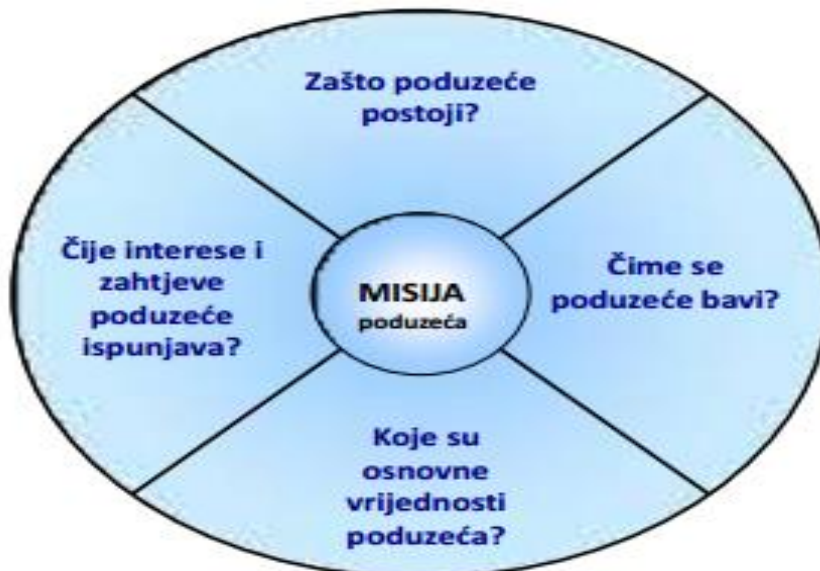 Zašto poduzeće
postoji?
Čije interese i
zahtjeve
poduzeće
ispunjava?
MISIJA
poduzeća
Čime se
poduzeće bavi?
Koje su
osnovne
vrijednosti
poduzeća?